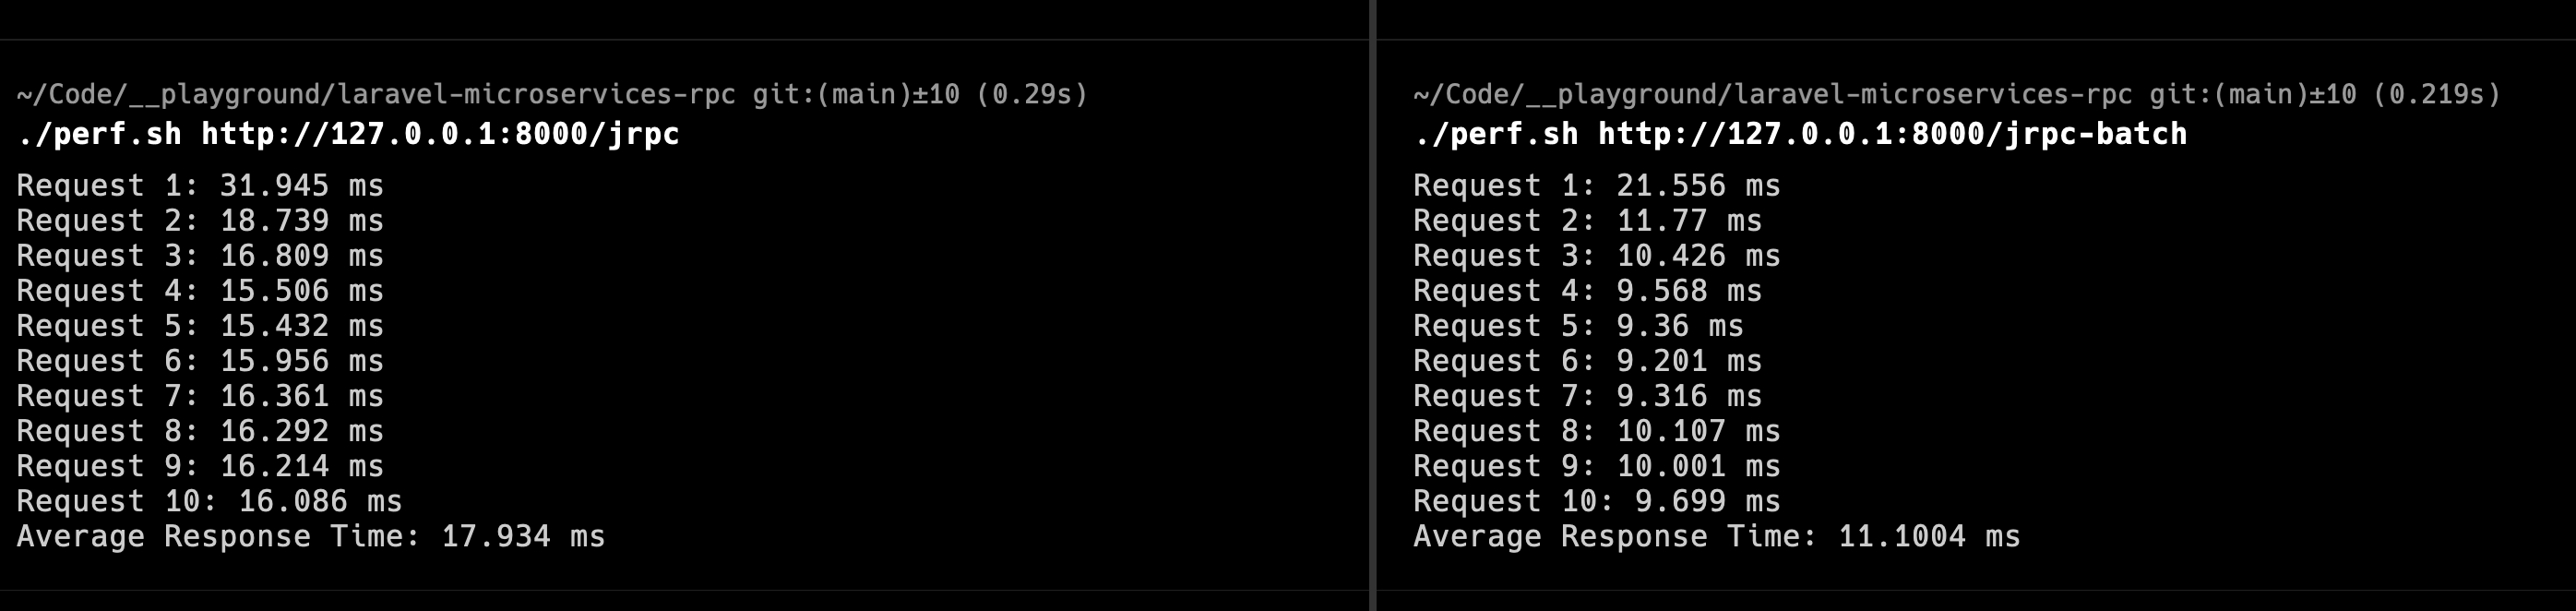 ~/Code/__playground/laravel-microservices-rpc git:(main)±10 (0.29s)
./perf.sh http://127.0.0.1:8000/jrpc
Request 1: 31.945 ms
Request 2: 18.739 ms
Request 3: 16.809 ms
Request 4: 15.506 ms
Request 5: 15.432 ms
Request 6: 15.956 ms
Request 7: 16.361 ms
Request 8: 16.292 ms
Request 9: 16.214 ms
Request 10: 16.086 ms
Average Response Time: 17.934 ms
~/Code/__playground/laravel-microservices-rpc git:(main)±10 (0.219s)
./perf.sh http://127.0.0.1:8000/jrpc-batch
Request 1: 21.556 ms
Request 2: 11.77 ms
Request 3: 10.426 ms
Request 4: 9.568 ms
Request 5: 9.36 ms
Request 6: 9.201 ms
Request 7: 9.316 ms
Request 8: 10.107 ms
Request 9: 10.001 ms
Request 10: 9.699 ms
Average Response Time: 11.1004 ms